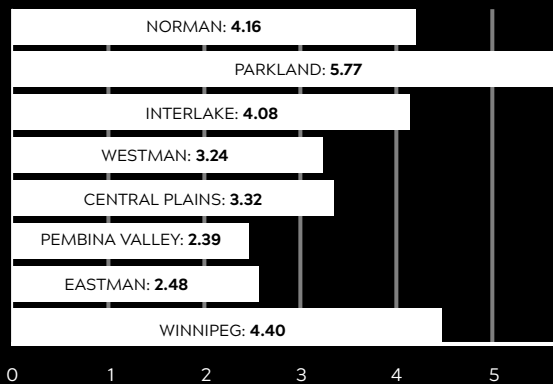 NORMAN: 4.16
PARKLAND: 5.77
INTERLAKE: 4.08
WESTMAN: 3.24
CENTRAL PLAINS: 3.32
PEMBINA VALLEY: 2.39
EASTMAN: 2.48
WINNIPEG: 4.40
0 1 2 3 4 5